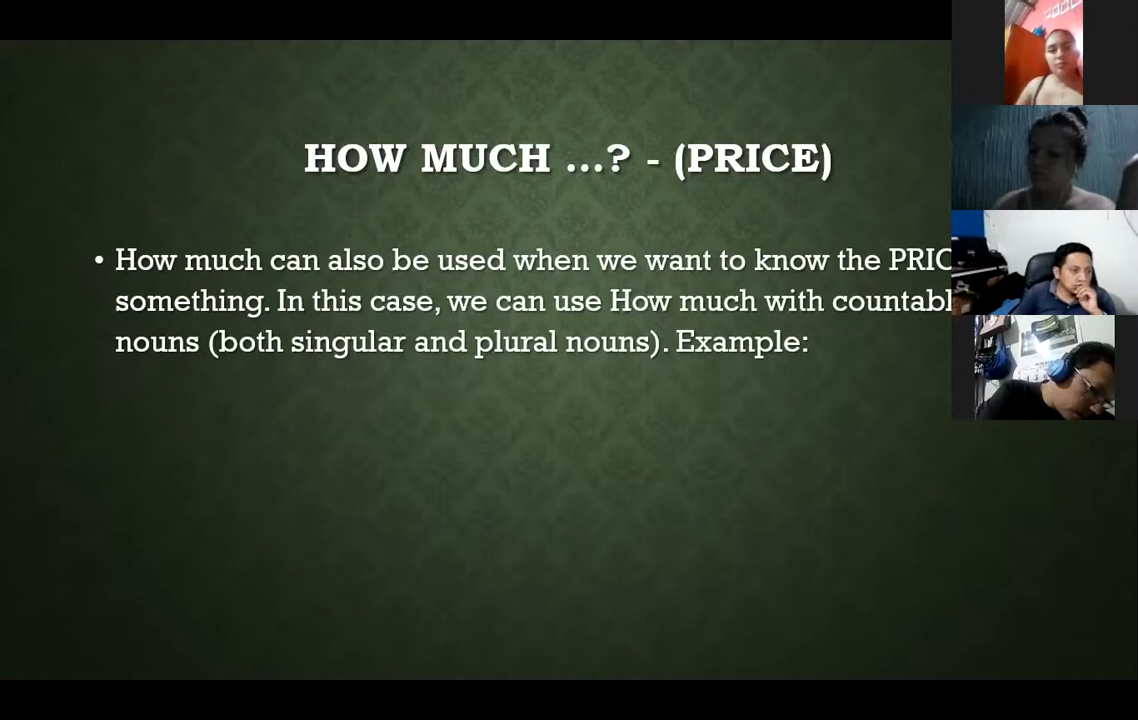 HOW MUCH ...? - (PRICE)
• How much can also be used when we want to know the PRIC
something. In this case, we can use How much with countabl
nouns (both singular and plural nouns). Example: